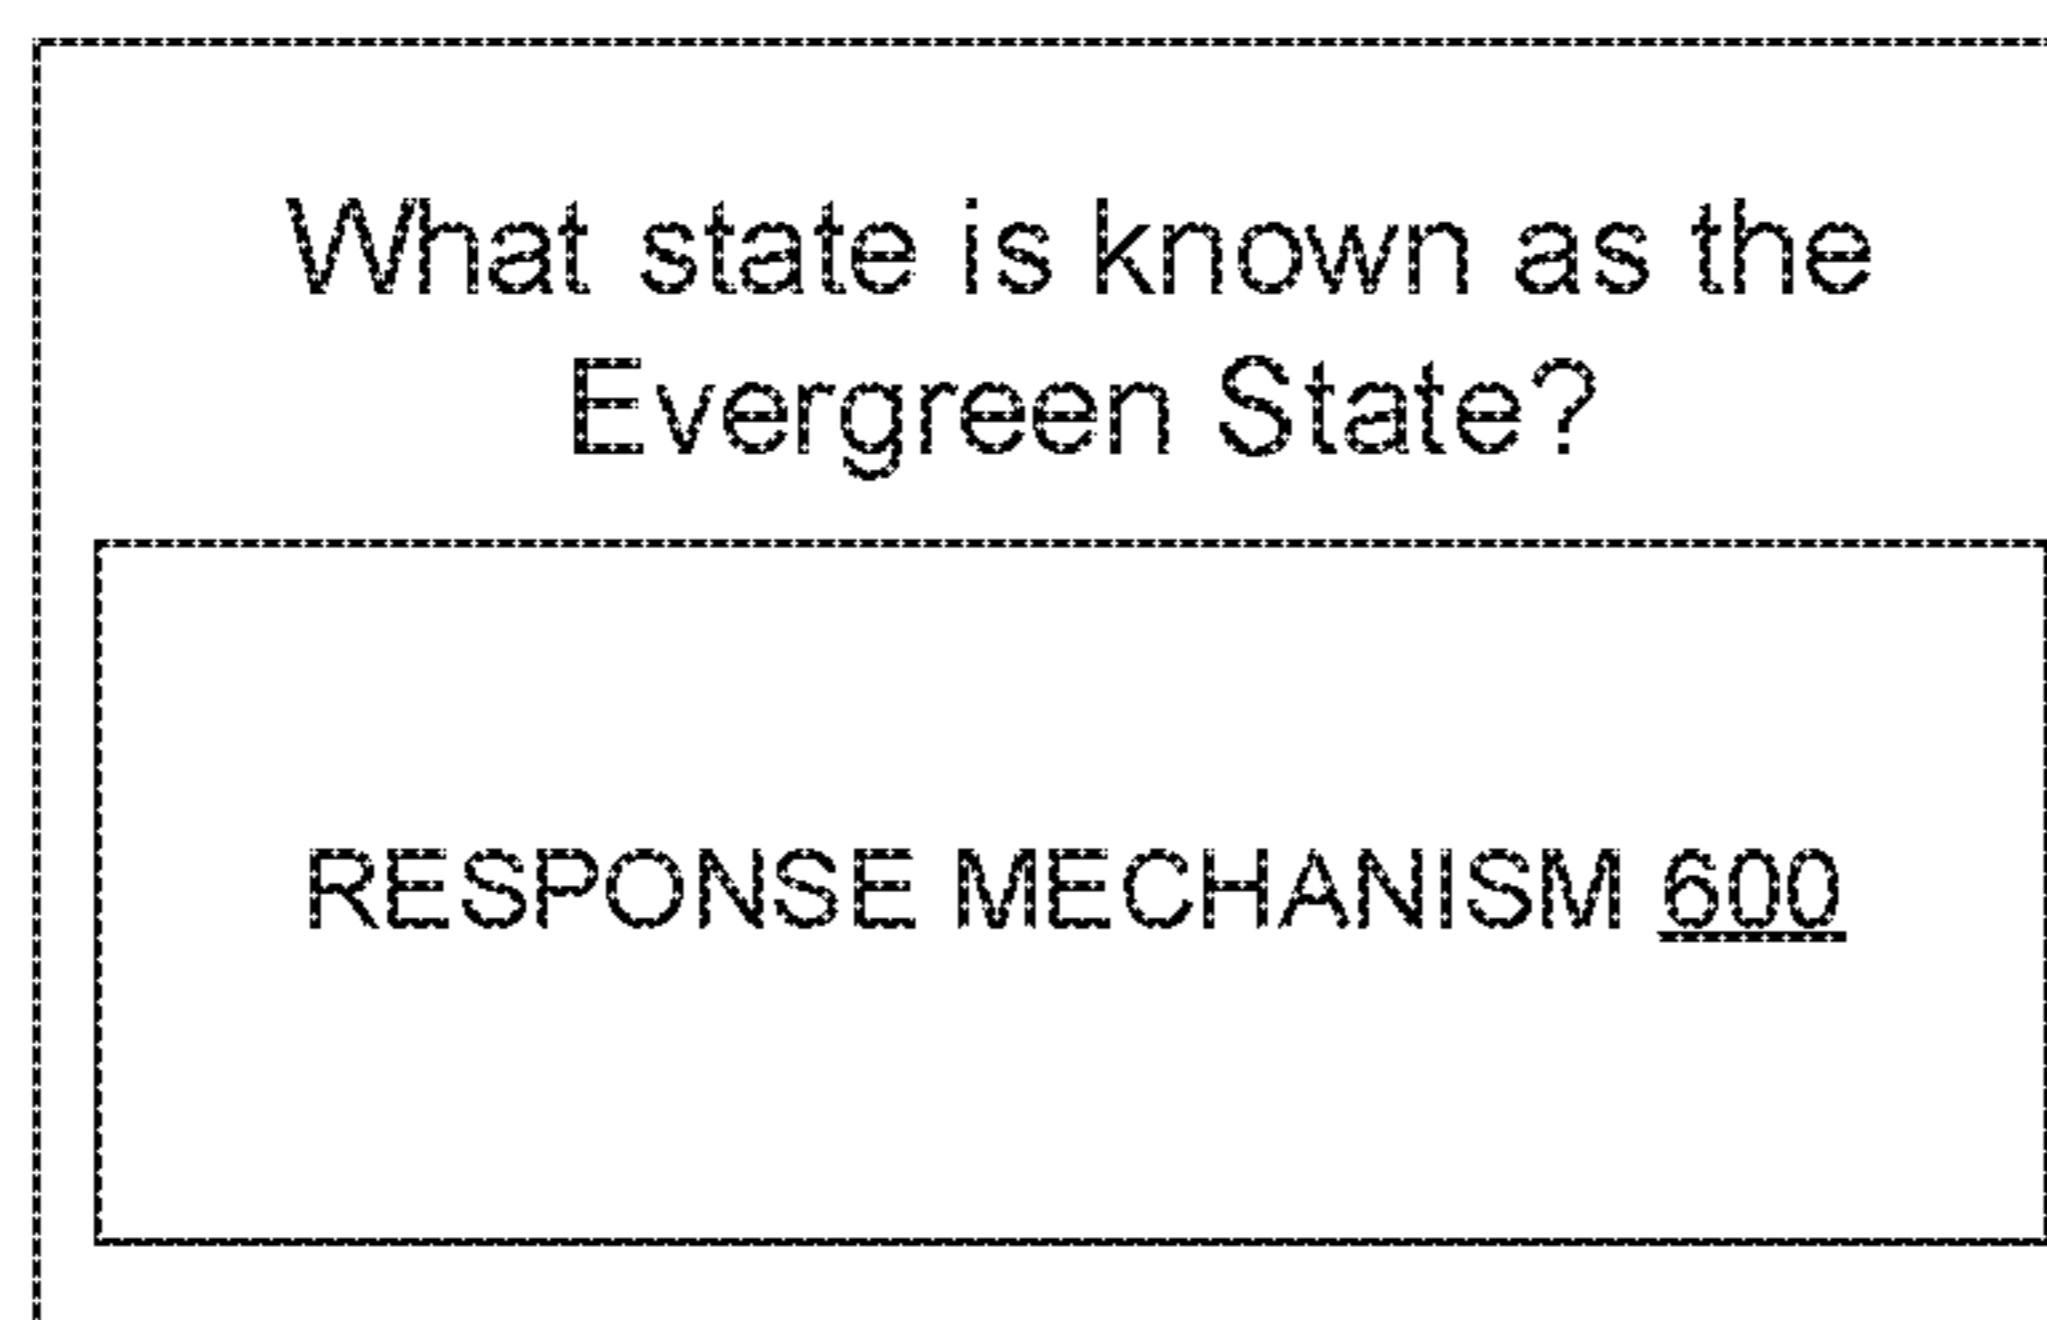 What state is known as the
Evergreen State?
RESPONSE MECHANISM 600